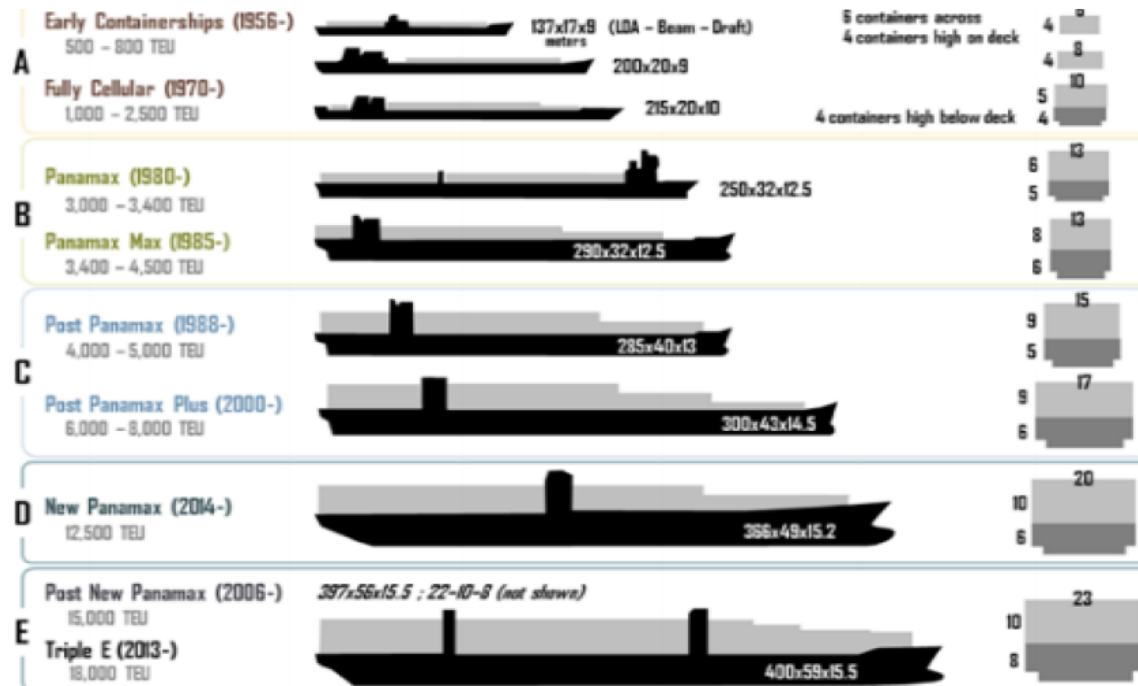 Early Containerships (1956-)
500 – 800 TEU
137x17x9 (LOA – Beam – Draft)
meters
6 containers across
4 containers high on deck
6
4
200x20x9
8
4
A
Fully Cellular (1970-)
1,000 – 2,500 TEU
215x20x10
4 containers high below deck
10
5
4
B
Panamax (1980-)
3,000 – 3,400 TEU
250x32x12.5
13
6
5
Panamax Max (1985-)
3,400 – 4,500 TEU
290x32x12.5
13
8
6
C
Post Panamax (1988-)
4,000 – 5,000 TEU
285x40x13
15
9
5
Post Panamax Plus (2000-)
6,000 – 8,000 TEU
300x43x14.5
17
9
6
D
New Panamax (2014-)
12,500 TEU
366x49x15.2
20
10
6
E
Post New Panamax (2006-)
15,000 TEU
397x56x15.5 ; 22-10-8 (not shown)
Triple E (2013-)
18,000 TEU
400x59x15.5
23
10
8